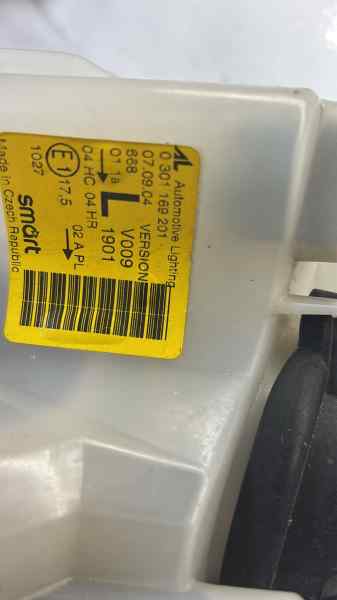 AL Automotive Lighting
0 301 169 201
07.09.04 VERSION
868 V009
01 1a L 1901
04 HC 04 HR
E1 17,5 02 A PL
1027 smart
Made in Czech Republic